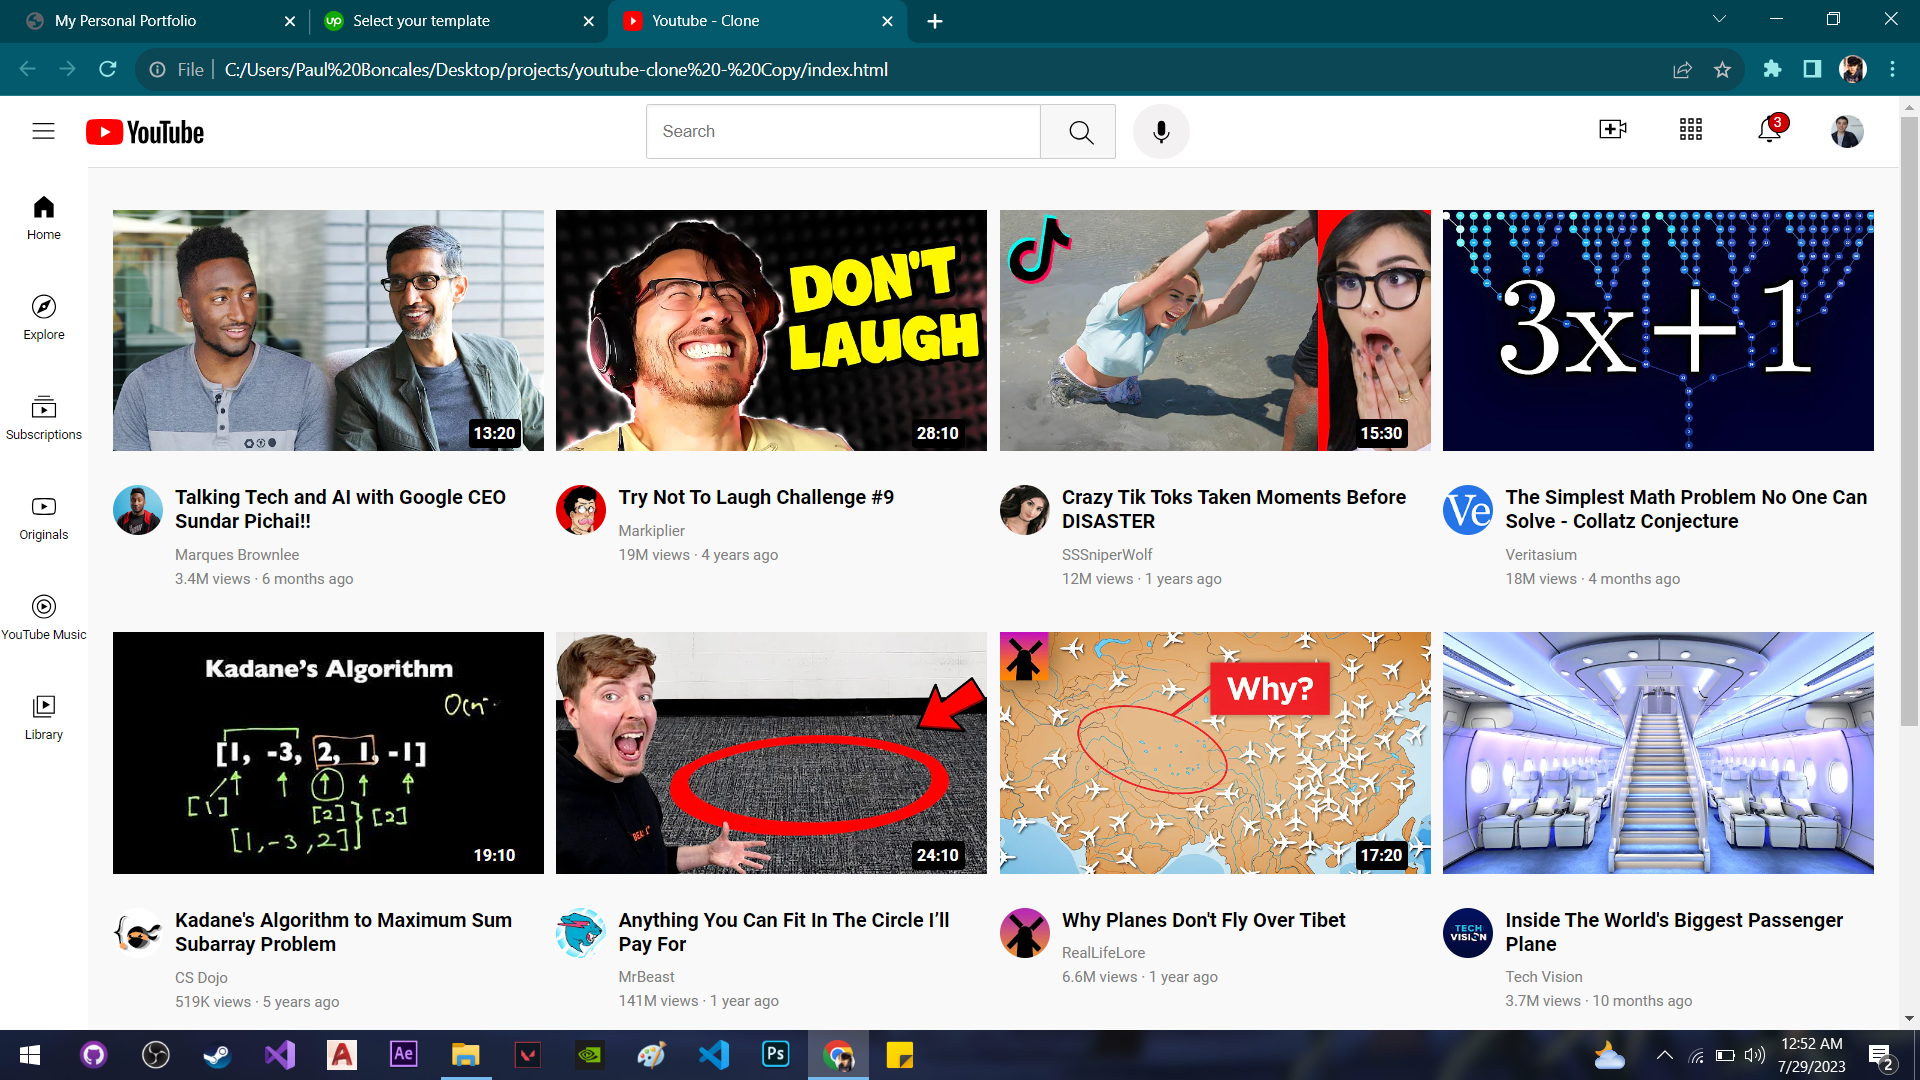 My Personal Portfolio
up
Select your template
Youtube - Clone
File
C:/Users/Paul%20Boncales/Desktop/projects/youtube-clone%20-%20Copy/index.html
YouTube
Search
3
Home
Explore
Subscriptions
Originals
YouTube Music
Library
13:20
DON'T
LAUGH
28:10
15:30
3x+1
Talking Tech and AI with Google CEO
Sundar Pichai!!
Marques Brownlee
3.4M views · 6 months ago
Try Not To Laugh Challenge #9
Markiplier
19M views · 4 years ago
Crazy Tik Toks Taken Moments Before
DISASTER
SSSniperWolf
12M views · 1 years ago
Ve
The Simplest Math Problem No One Can
Solve - Collatz Conjecture
Veritasium
18M views · 4 months ago
Kadane's Algorithm
[1, -3, 2, 1, -1]
[1]
[2]
[2]
[1,-3,2]
19:10
24:10
Why?
17:20
Kadane's Algorithm to Maximum Sum
Subarray Problem
CS Dojo
519K views · 5 years ago
Anything You Can Fit In The Circle I’ll
Pay For
MrBeast
141M views · 1 year ago
Why Planes Don't Fly Over Tibet
RealLifeLore
6.6M views · 1 year ago
TECH
VISION
Inside The World's Biggest Passenger
Plane
Tech Vision
3.7M views · 10 months ago
Ae
Ps
12:52 AM
7/29/2023
2